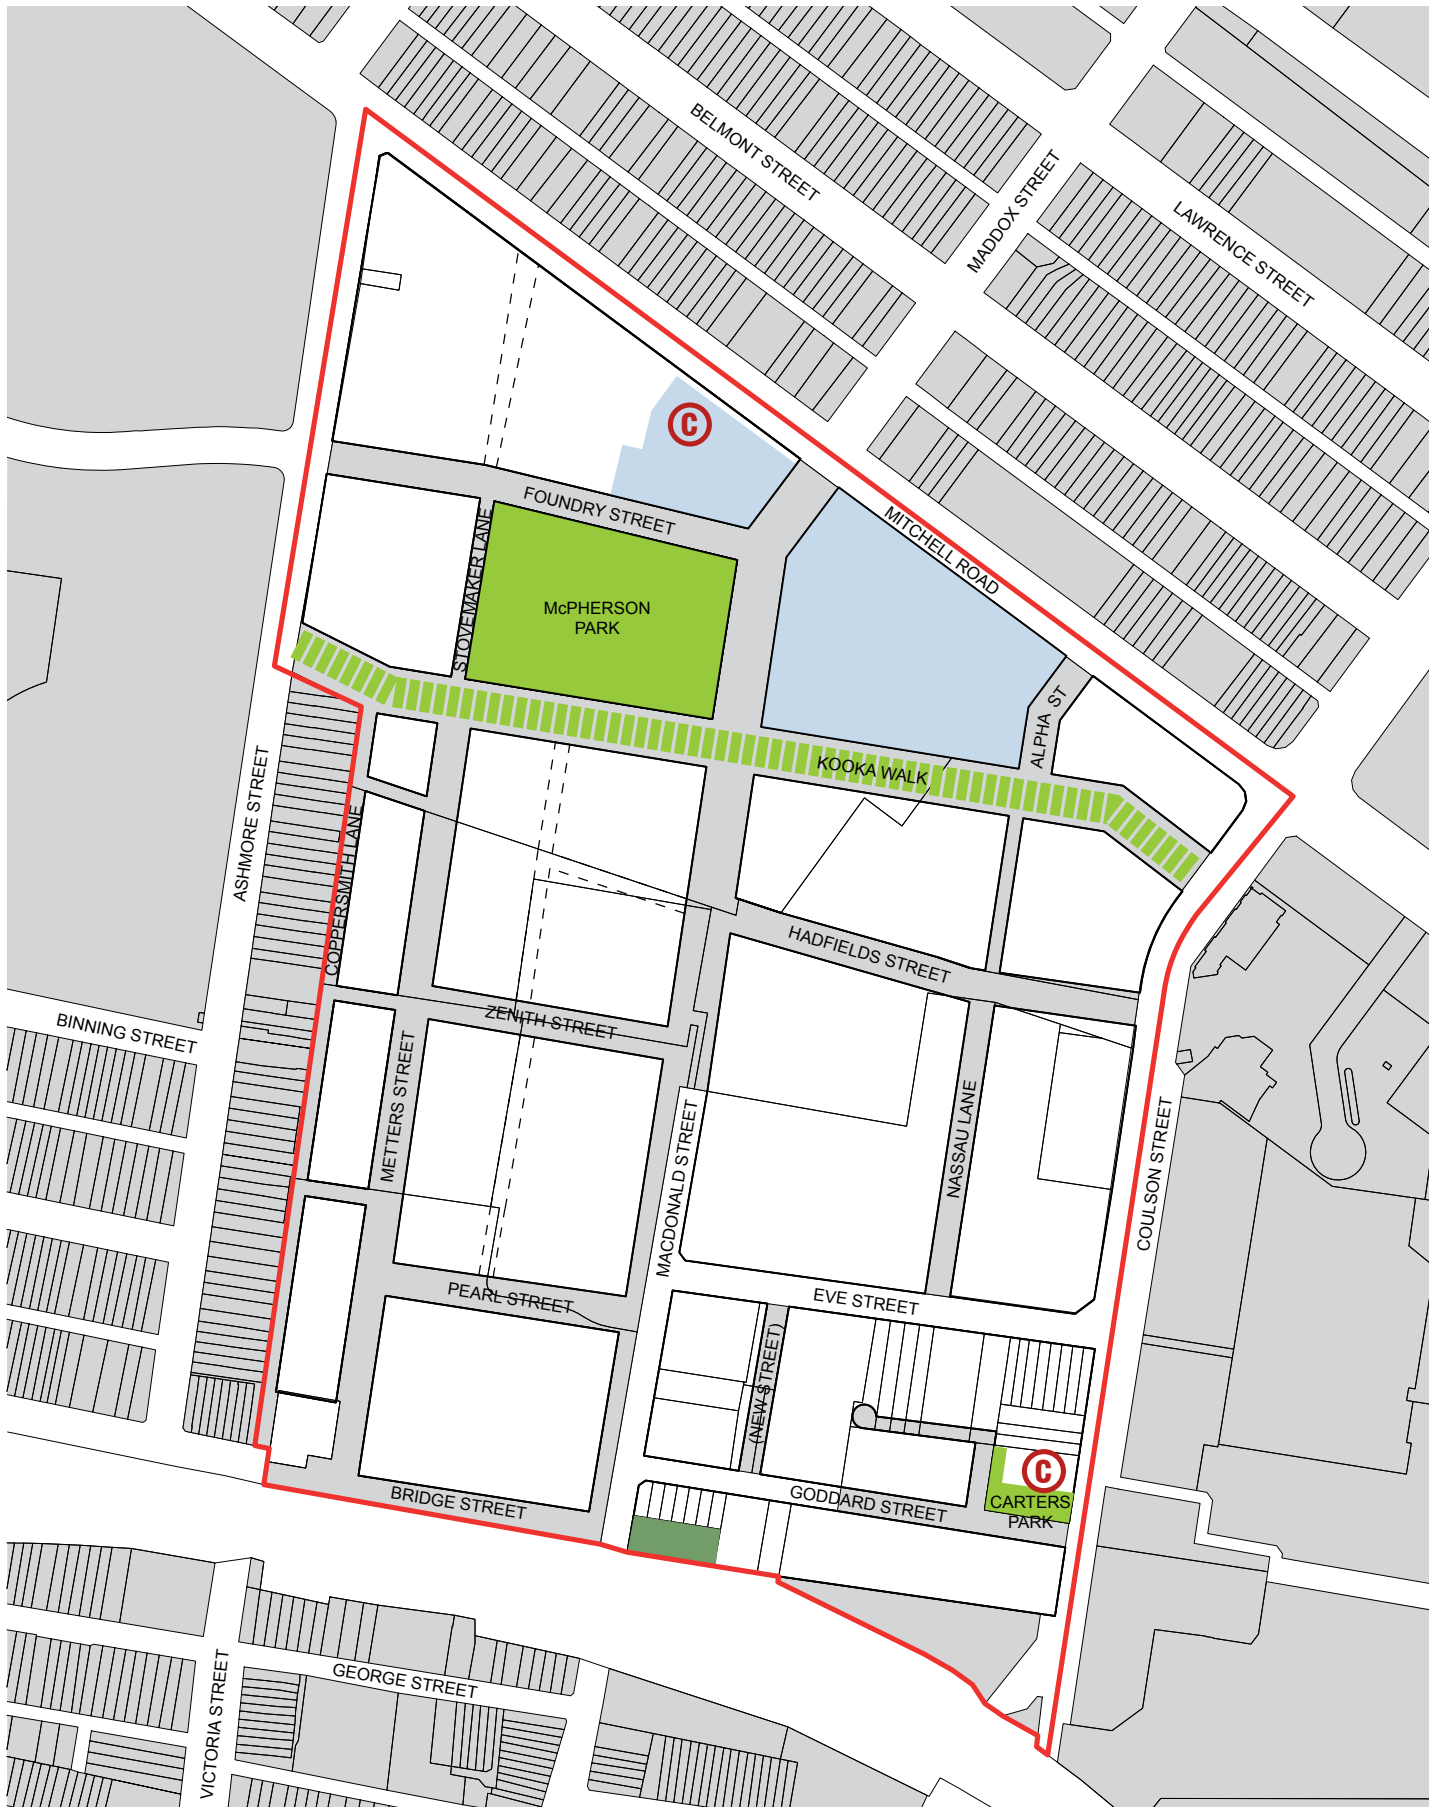 BELMONT STREET
MADDOX STREET
LAWRENCE STREET
C
FOUNDRY STREET
MITCHELL ROAD
STOVEMAKER LANE
McPHERSON
PARK
ALPHA ST
KOOKA WALK
ASHMORE STREET
COPPERSMITH LANE
HADFIELDS STREET
ZENITH STREET
BINNING STREET
METTERS STREET
MACDONALD STREET
NASSAU LANE
COULSON STREET
PEARL STREET
EVE STREET
(NEW STREET)
C
BRIDGE STREET
GODDARD STREET
CARTERS
PARK
GEORGE STREET
VICTORIA STREET